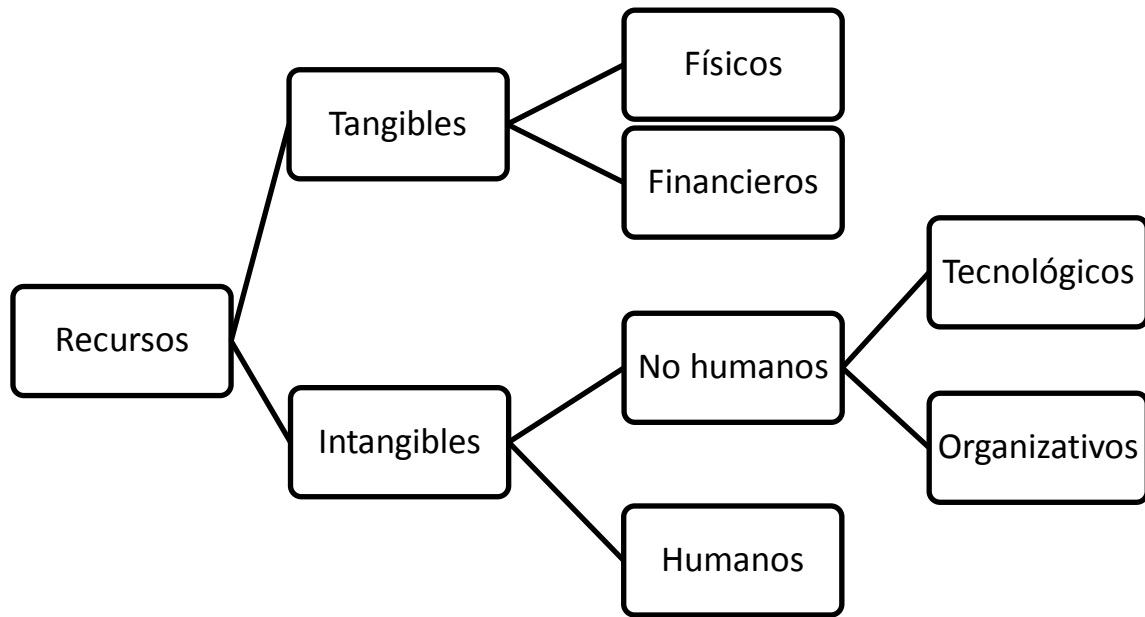 Recursos
Tangibles
Físicos
Financieros
Intangibles
No humanos
Tecnológicos
Organizativos
Humanos